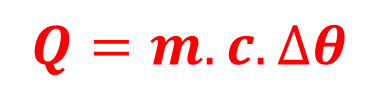 Q = m. c. Δθ